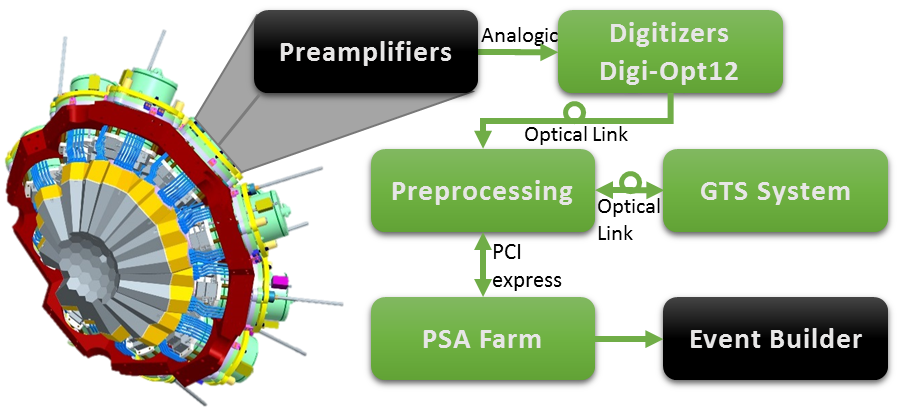 Preamplifiers
Analogic
Digitizers
Digi-Opt12
Optical Link
Preprocessing
Optical
Link
GTS System
PCI
express
PSA Farm
Event Builder